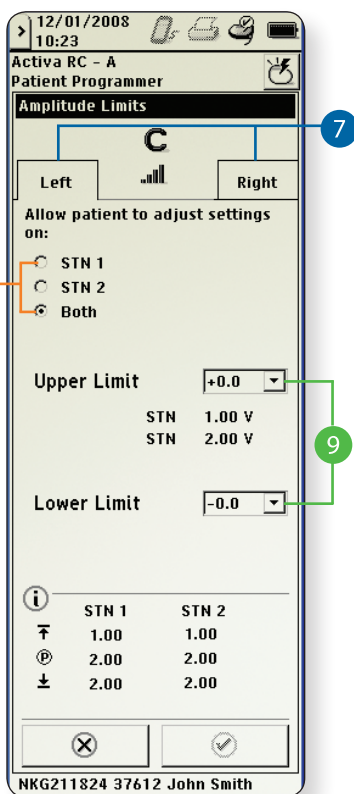 12/01/2008
10:23
Activa RC - A
Patient Programmer
Amplitude Limits
C
7
Left
Right
Allow patient to adjust settings
on:
STN 1
STN 2
Both
Upper Limit +0.0
STN 1.00 V
STN 2.00 V
9
Lower Limit -0.0
i
STN 1 STN 2
1.00 1.00
P 2.00 2.00
2.00 2.00
NKG211824 37612 John Smith